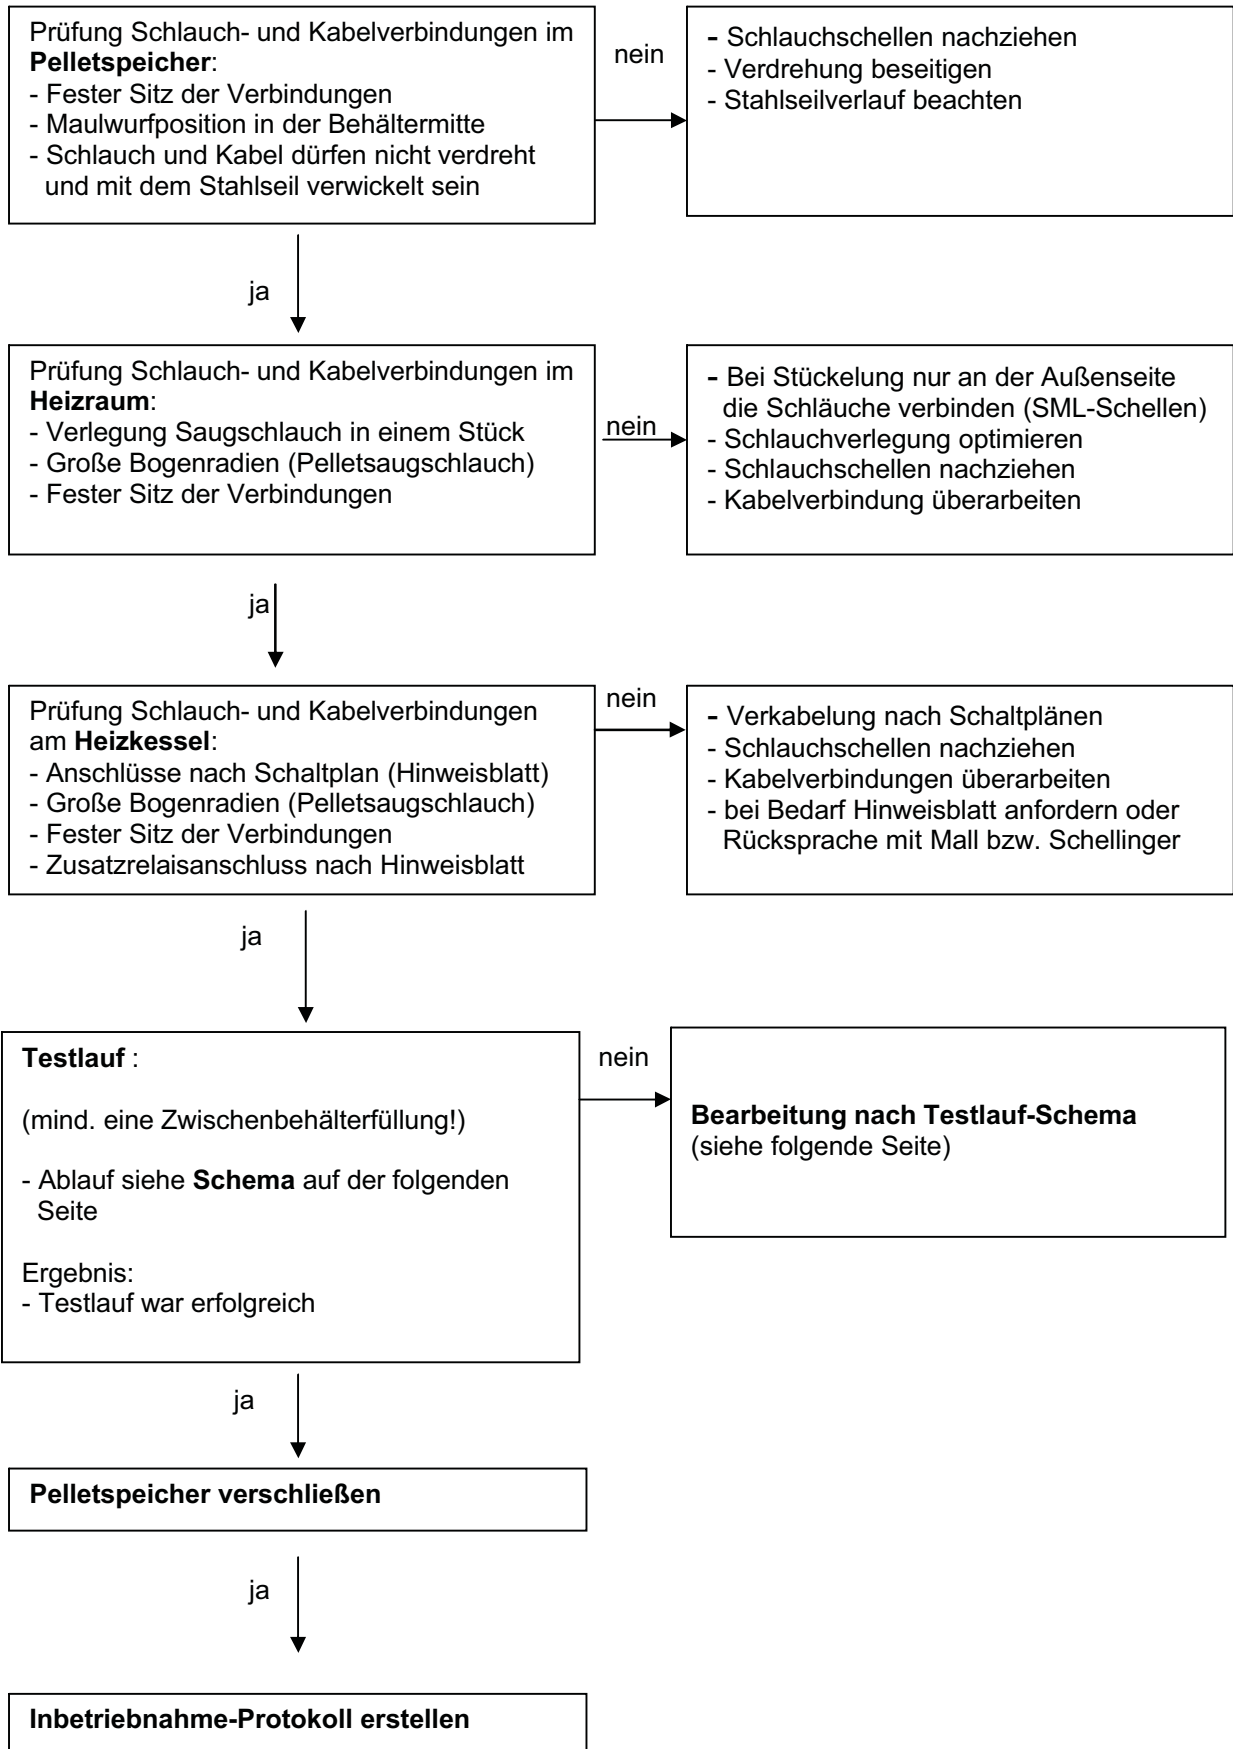 Prüfung Schlauch- und Kabelverbindungen im
Pelletspeicher:
- Fester Sitz der Verbindungen
- Maulwurfposition in der Behältermitte
- Schlauch und Kabel dürfen nicht verdreht
und mit dem Stahlseil verwickelt sein
nein
- Schlauchschellen nachziehen
- Verdrehung beseitigen
- Stahlseilverlauf beachten
ja
Prüfung Schlauch- und Kabelverbindungen im
Heizraum:
- Verlegung Saugschlauch in einem Stück
- Große Bogenradien (Pelletsaugschlauch)
- Fester Sitz der Verbindungen
nein
- Bei Stückelung nur an der Außenseite
die Schläuche verbinden (SML-Schellen)
- Schlauchverlegung optimieren
- Schlauchschellen nachziehen
- Kabelverbindung überarbeiten
ja
Prüfung Schlauch- und Kabelverbindungen
am Heizkessel:
- Anschlüsse nach Schaltplan (Hinweisblatt)
- Große Bogenradien (Pelletsaugschlauch)
- Fester Sitz der Verbindungen
- Zusatzrelaisanschluss nach Hinweisblatt
nein
- Verkabelung nach Schaltplänen
- Schlauchschellen nachziehen
- Kabelverbindungen überarbeiten
- bei Bedarf Hinweisblatt anfordern oder
Rücksprache mit Mall bzw. Schellinger
ja
Testlauf :
(mind. eine Zwischenbehälterfüllung!)
- Ablauf siehe Schema auf der folgenden
Seite
Ergebnis:
- Testlauf war erfolgreich
nein
Bearbeitung nach Testlauf-Schema
(siehe folgende Seite)
ja
Pelletspeicher verschließen
ja
Inbetriebnahme-Protokoll erstellen